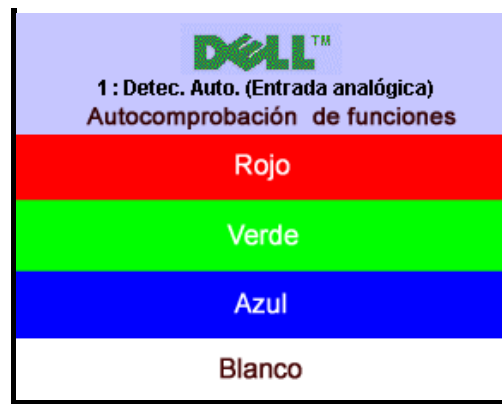 DELL™
1 : Detec. Auto. (Entrada analógica)
Autocomprobación de funciones
Rojo
Verde
Azul
Blanco